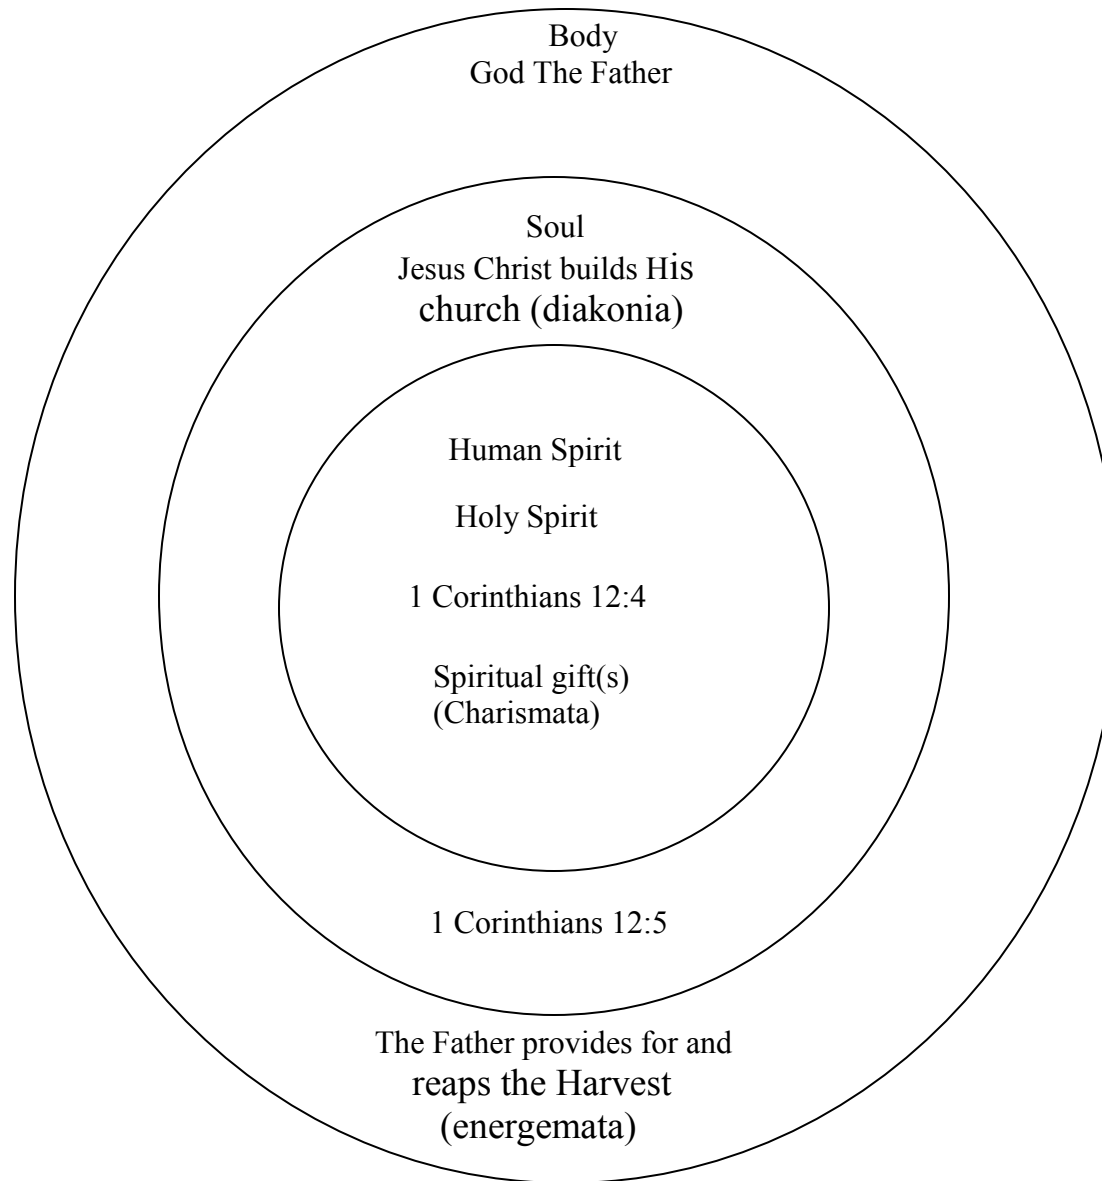 Body
God The Father
Soul
Jesus Christ builds His
church (diakonia)
Human Spirit
Holy Spirit
1 Corinthians 12:4
Spiritual gift(s)
(Charismata)
1 Corinthians 12:5
The Father provides for and
reaps the Harvest
(energemata)